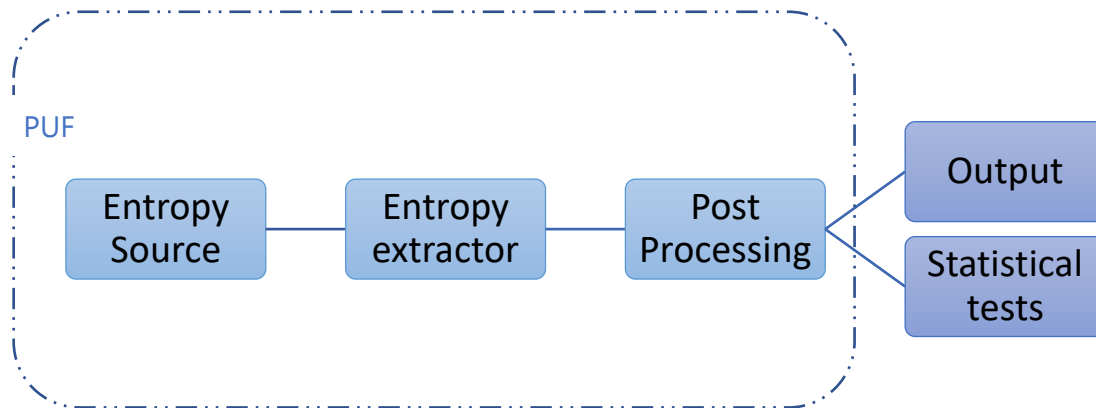 PUF
Entropy
Source
Entropy
extractor
Post
Processing
Output
Statistical
tests